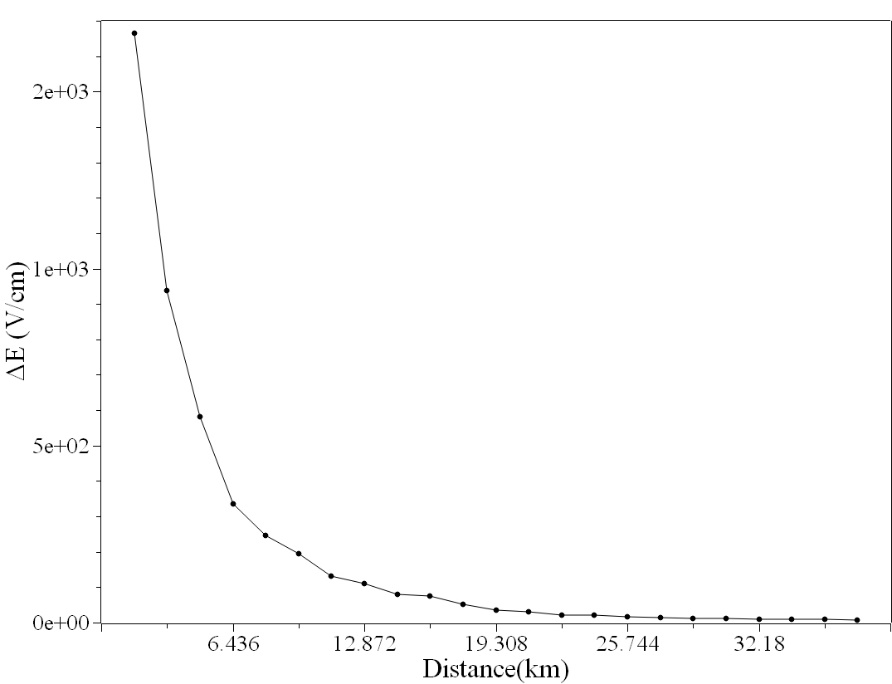 2e+03
1e+03
5e+02
0e+00
ΔE (V/cm)
6.436 12.872 19.308 25.744 32.18
Distance(km)